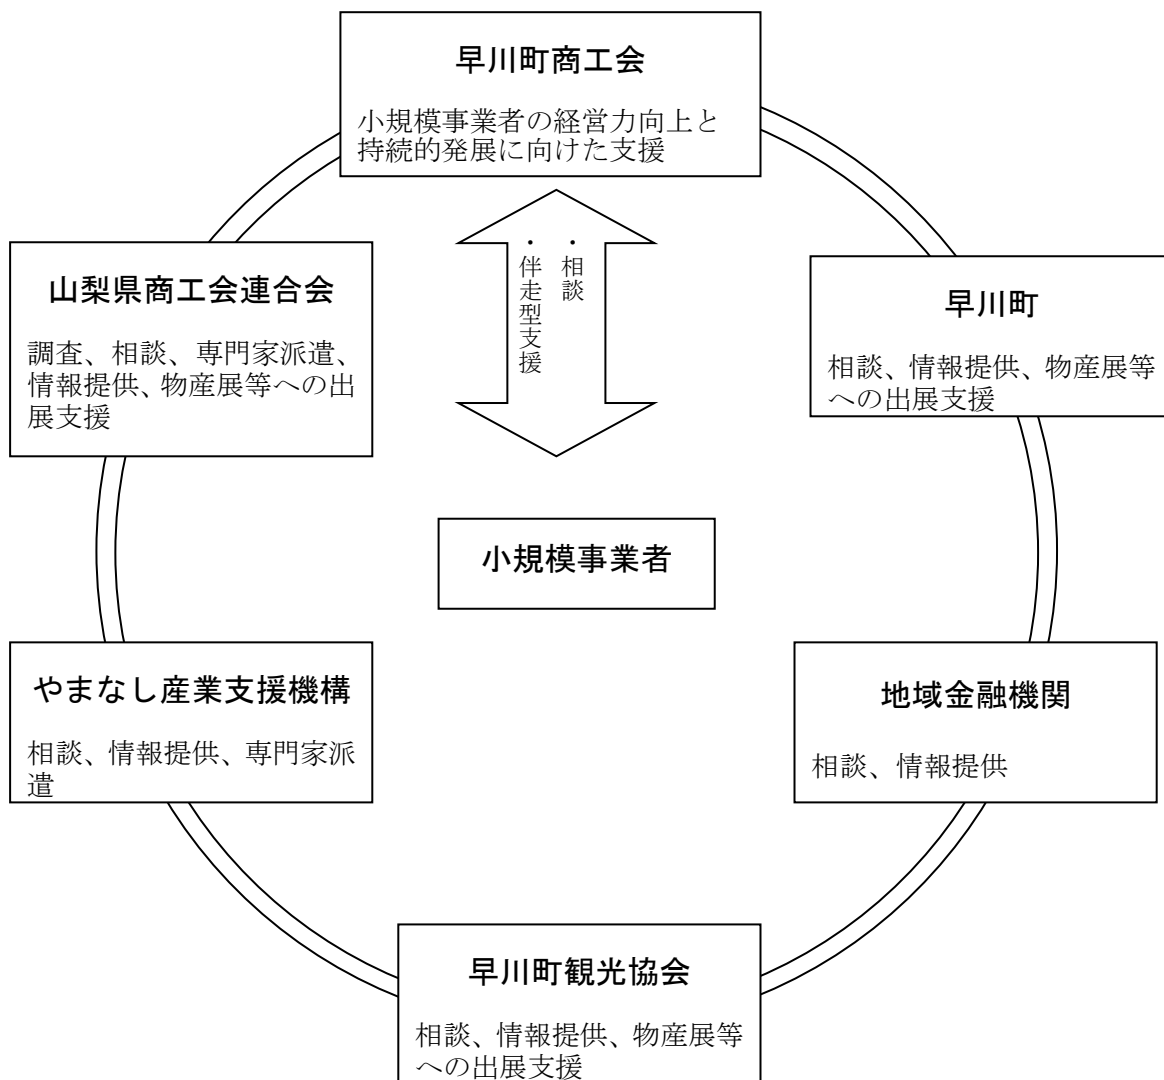 早川町商工会
小規模事業者の経営力向上と
持続的発展に向けた支援
・相談
・伴走型支援
山梨県商工会連合会
調査、相談、専門家派遣、
情報提供、物産展等への出
展支援
早川町
相談、情報提供、物産展等
への出展支援
小規模事業者
やまなし産業支援機構
相談、情報提供、専門家派
遣
地域金融機関
相談、情報提供
早川町観光協会
相談、情報提供、物産展等
への出展支援